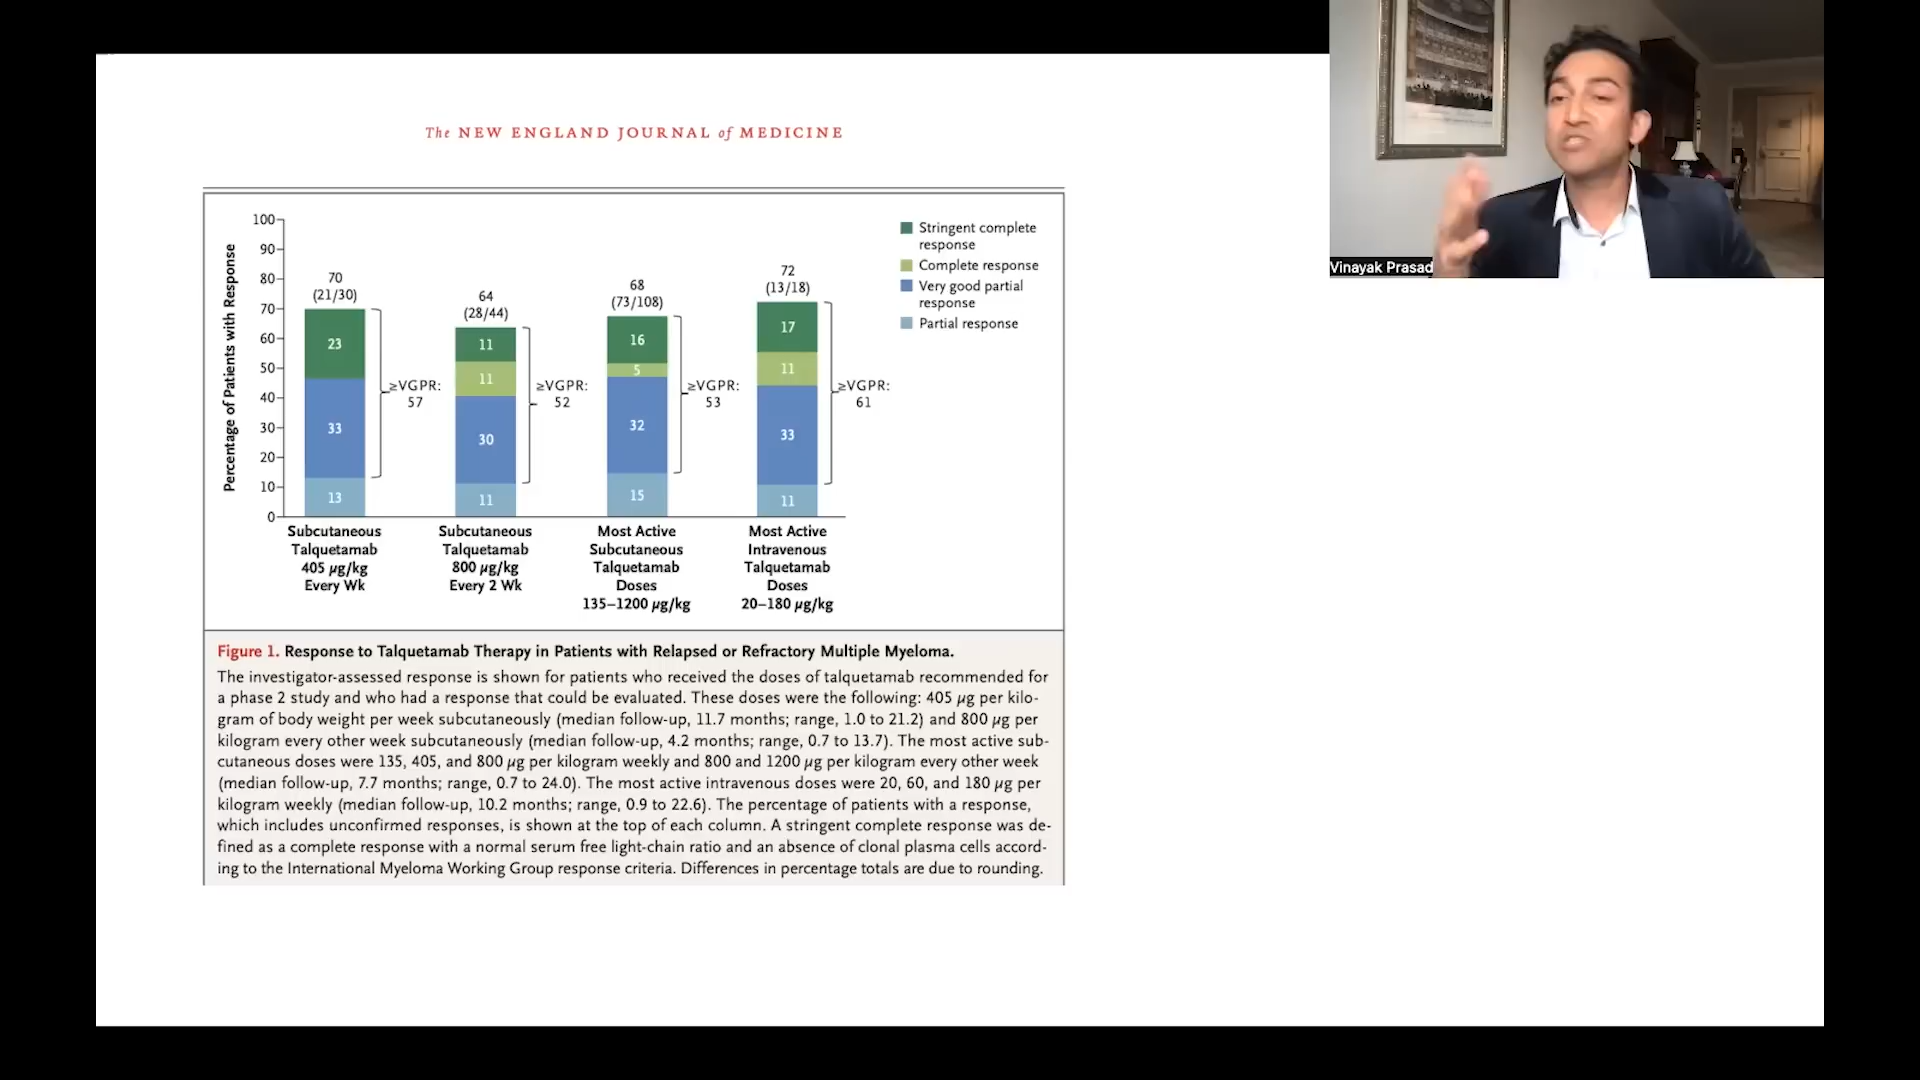 The NEW ENGLAND JOURNAL of MEDICINE
Percentage of Patients with Response
100
90
80
70
60
50
40
30
20
10
0
70
(21/30)
23
33
13
≥VGPR:
57
64
(28/44)
11
11
30
11
≥VGPR:
52
68
(73/108)
16
5
32
15
≥VGPR:
53
72
(13/18)
17
11
33
11
≥VGPR:
61
Stringent complete
response
Complete response
Very good partial
response
Partial response
Subcutaneous
Talquetamab
405 µg/kg
Every Wk
Subcutaneous
Talquetamab
800 µg/kg
Every 2 Wk
Most Active
Subcutaneous
Talquetamab
Doses
135–1200 µg/kg
Most Active
Intravenous
Talquetamab
Doses
20–180 µg/kg
Figure 1. Response to Talquetamab Therapy in Patients with Relapsed or Refractory Multiple Myeloma.
The investigator-assessed response is shown for patients who received the doses of talquetamab recommended for
a phase 2 study and who had a response that could be evaluated. These doses were the following: 405 µg per kilo-
gram of body weight per week subcutaneously (median follow-up, 11.7 months; range, 1.0 to 21.2) and 800 µg per
kilogram every other week subcutaneously (median follow-up, 4.2 months; range, 0.7 to 13.7). The most active sub-
cutaneous doses were 135, 405, and 800 µg per kilogram weekly and 800 and 1200 µg per kilogram every other week
(median follow-up, 7.7 months; range, 0.7 to 24.0). The most active intravenous doses were 20, 60, and 180 µg per
kilogram weekly (median follow-up, 10.2 months; range, 0.9 to 22.6). The percentage of patients with a response,
which includes unconfirmed responses, is shown at the top of each column. A stringent complete response was de-
fined as a complete response with a normal serum free light-chain ratio and an absence of clonal plasma cells accord-
ing to the International Myeloma Working Group response criteria. Differences in percentage totals are due to rounding.
Vinayak Prasad